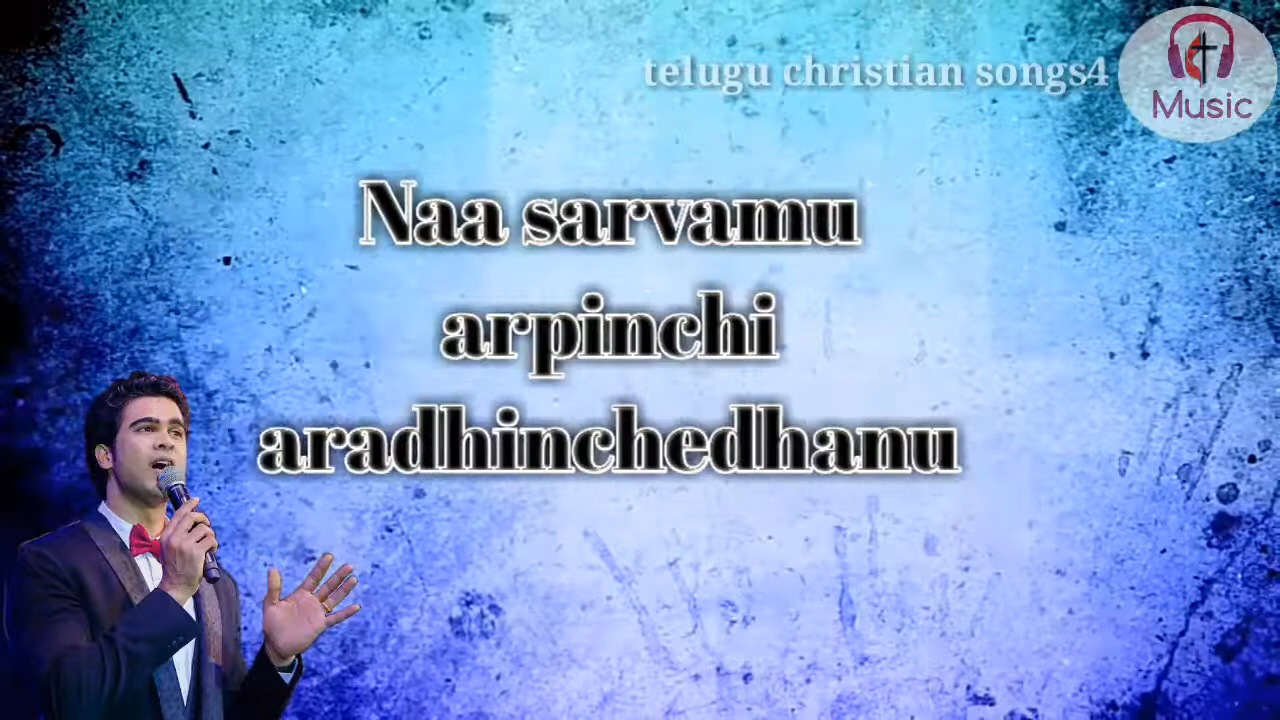 telugu christian songs4
Music
Naa sarvamu
arpinchi
aradhinchedhanu